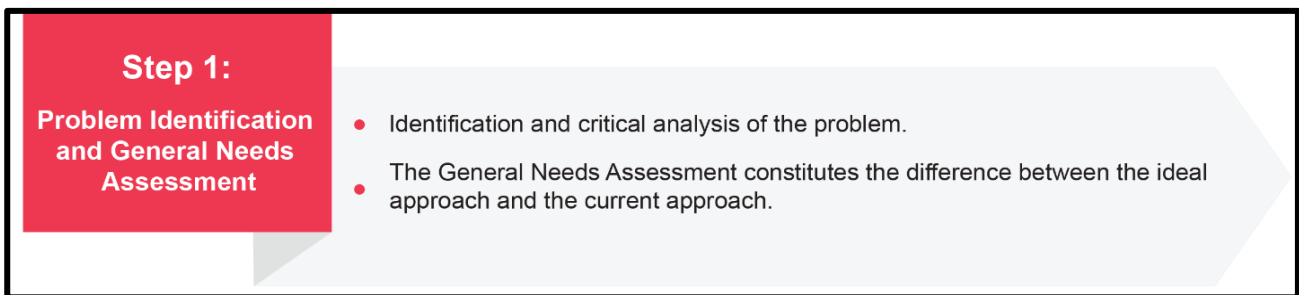 Step 1:
Problem Identification
and General Needs
Assessment
• Identification and critical analysis of the problem.
• The General Needs Assessment constitutes the difference between the ideal
approach and the current approach.